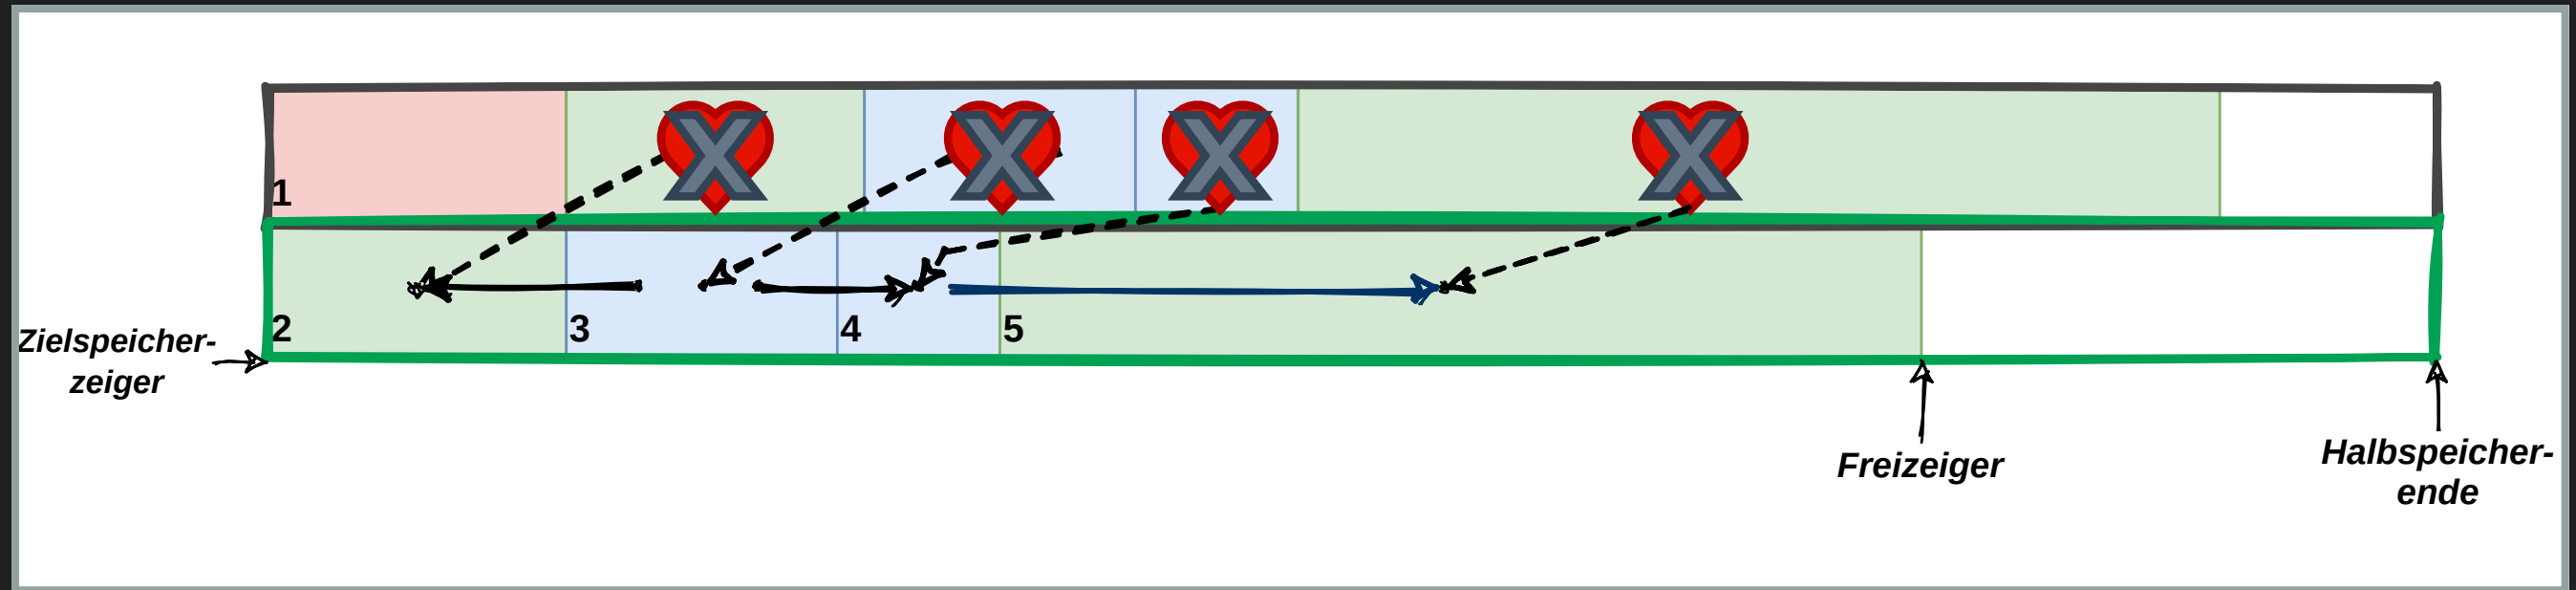 1
2
3
4
5
Zielspeicher-
zeiger
Freizeiger
Halbspeicher-
ende